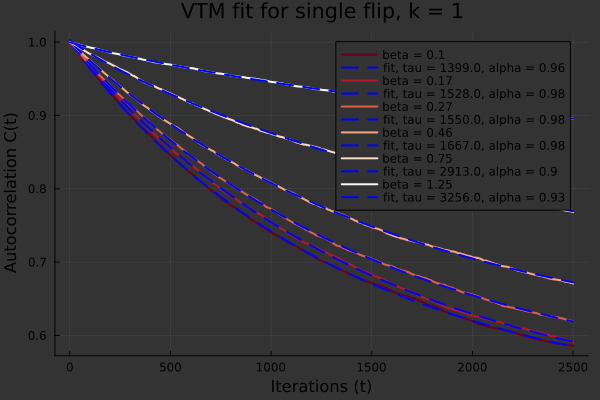 VTM fit for single flip, k = 1
Autocorrelation C(t)
1.0
0.9
0.8
0.7
0.6
beta = 0.1
fit, tau = 1399.0, alpha = 0.96
beta = 0.17
fit, tau = 1528.0, alpha = 0.98
beta = 0.27
fit, tau = 1550.0, alpha = 0.98
beta = 0.46
fit, tau = 1667.0, alpha = 0.98
beta = 0.75
fit, tau = 2913.0, alpha = 0.9
beta = 1.25
fit, tau = 3256.0, alpha = 0.93
0 500 1000 1500 2000 2500
Iterations (t)